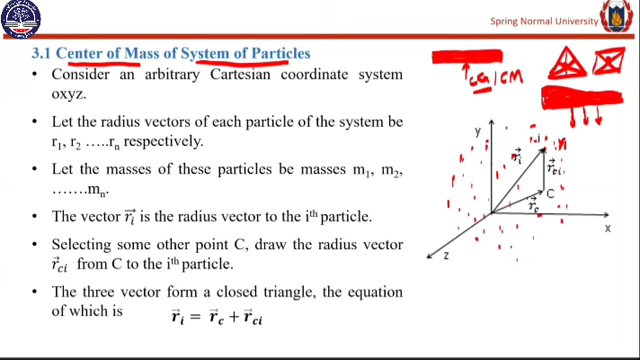 Spring Normal University
3.1 Center of Mass of System of Particles
• Consider an arbitrary Cartesian coordinate system
oxyz.
• Let the radius vectors of each particle of the system be
r₁, r₂ …..rₙ respectively.
• Let the masses of these particles be masses m₁, m₂,
…….mₙ.
• The vector r⃗ᵢ is the radius vector to the iᵗʰ particle.
• Selecting some other point C, draw the radius vector
r⃗ci from C to the iᵗʰ particle.
• The three vector form a closed triangle, the equation
of which is r⃗ᵢ = r⃗c + r⃗ci
CG/CM
y
i
n
r⃗ᵢ
r⃗ci
C
r⃗c
x
z